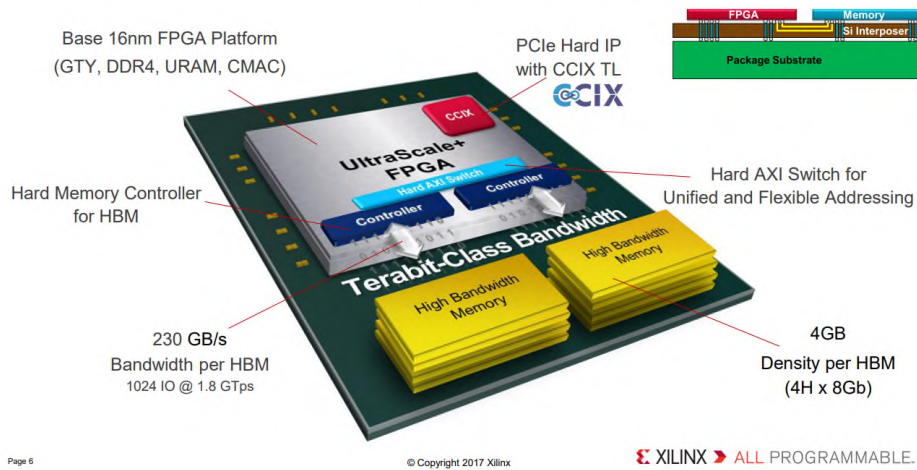 Base 16nm FPGA Platform
(GTY, DDR4, URAM, CMAC)
PCIe Hard IP
with CCIX TL
CCIX
FPGA
Memory
Si Interposer
Package Substrate
CCIX
UltraScale+
FPGA
Hard AXI Switch
Controller
Controller
Hard Memory Controller
for HBM
Hard AXI Switch for
Unified and Flexible Addressing
Terabit-Class Bandwidth
High Bandwidth
Memory
High Bandwidth
Memory
230 GB/s
Bandwidth per HBM
1024 IO @ 1.8 GTps
4GB
Density per HBM
(4H x 8Gb)
Page 6
© Copyright 2017 Xilinx
XILINX ALL PROGRAMMABLE™